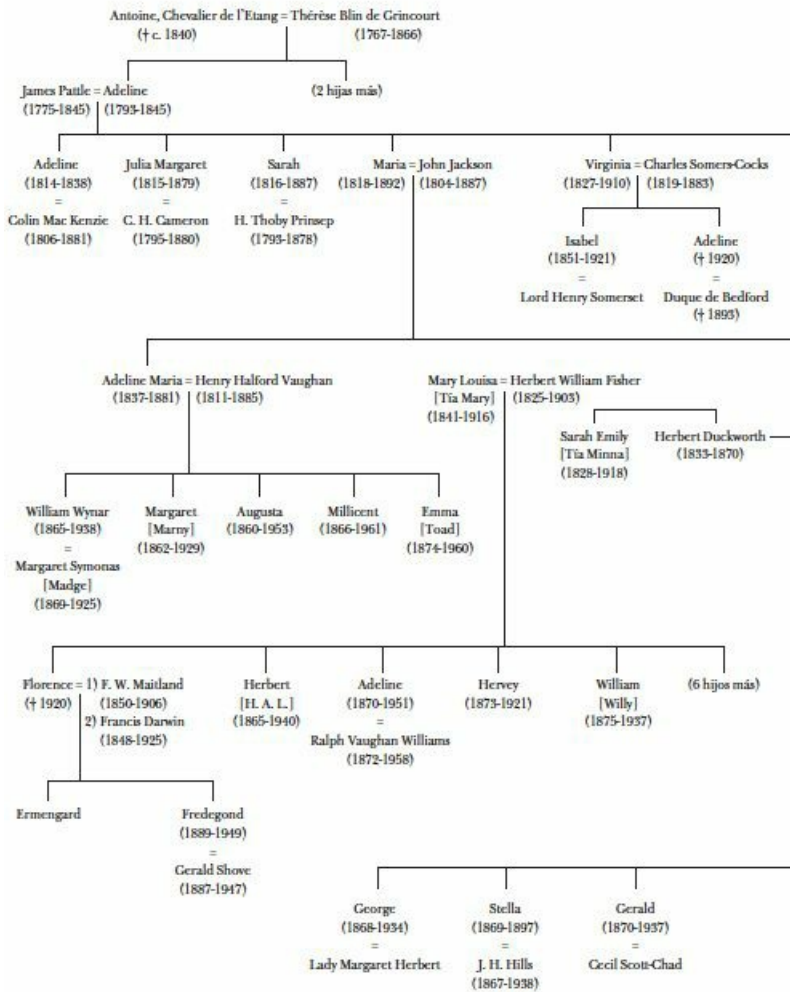 Antoine, Chevalier de l'Etang = Thérèse Blin de Grincourt
(† c. 1840) (1767-1866)
James Pattle = Adeline (2 hijas más)
(1775-1845) (1793-1845)
Adeline
(1814-1838)
=
Colin Mac Kenzie
(1806-1881)
Julia Margaret
(1815-1879)
=
C. H. Cameron
(1795-1880)
Sarah
(1816-1887)
=
H. Thoby Prinsep
(1793-1878)
Maria = John Jackson
(1818-1892) (1804-1887)
Virginia = Charles Somers-Cocks
(1827-1910) (1819-1883)
Isabel
(1851-1921)
=
Lord Henry Somerset
Adeline
(† 1920)
=
Duque de Bedford
(† 1893)
Adeline Maria = Henry Halford Vaughan
(1837-1881) (1811-1885)
Mary Louisa = Herbert William Fisher
[Tía Mary] (1825-1903)
(1841-1916)
Sarah Emily
[Tía Minna]
(1828-1918)
Herbert Duckworth
(1833-1870)
William Wynar
(1865-1938)
=
Margaret Symonas
[Madge]
(1869-1925)
Margaret
[Marny]
(1862-1929)
Augusta
(1860-1953)
Millicent
(1866-1961)
Emma
[Toad]
(1874-1960)
Florence = 1) F. W. Maitland
(† 1920) (1850-1906)
2) Francis Darwin
(1848-1925)
Herbert
[H. A. L.]
(1865-1940)
Adeline
(1870-1951)
=
Ralph Vaughan Williams
(1872-1958)
Hervey
(1873-1921)
William
[Willy]
(1875-1937)
(6 hijos más)
Ermengard
Fredegond
(1889-1949)
=
Gerald Shove
(1887-1947)
George
(1868-1934)
=
Lady Margaret Herbert
Stella
(1869-1897)
=
J. H. Hills
(1867-1938)
Gerald
(1870-1937)
=
Cecil Scott-Chad